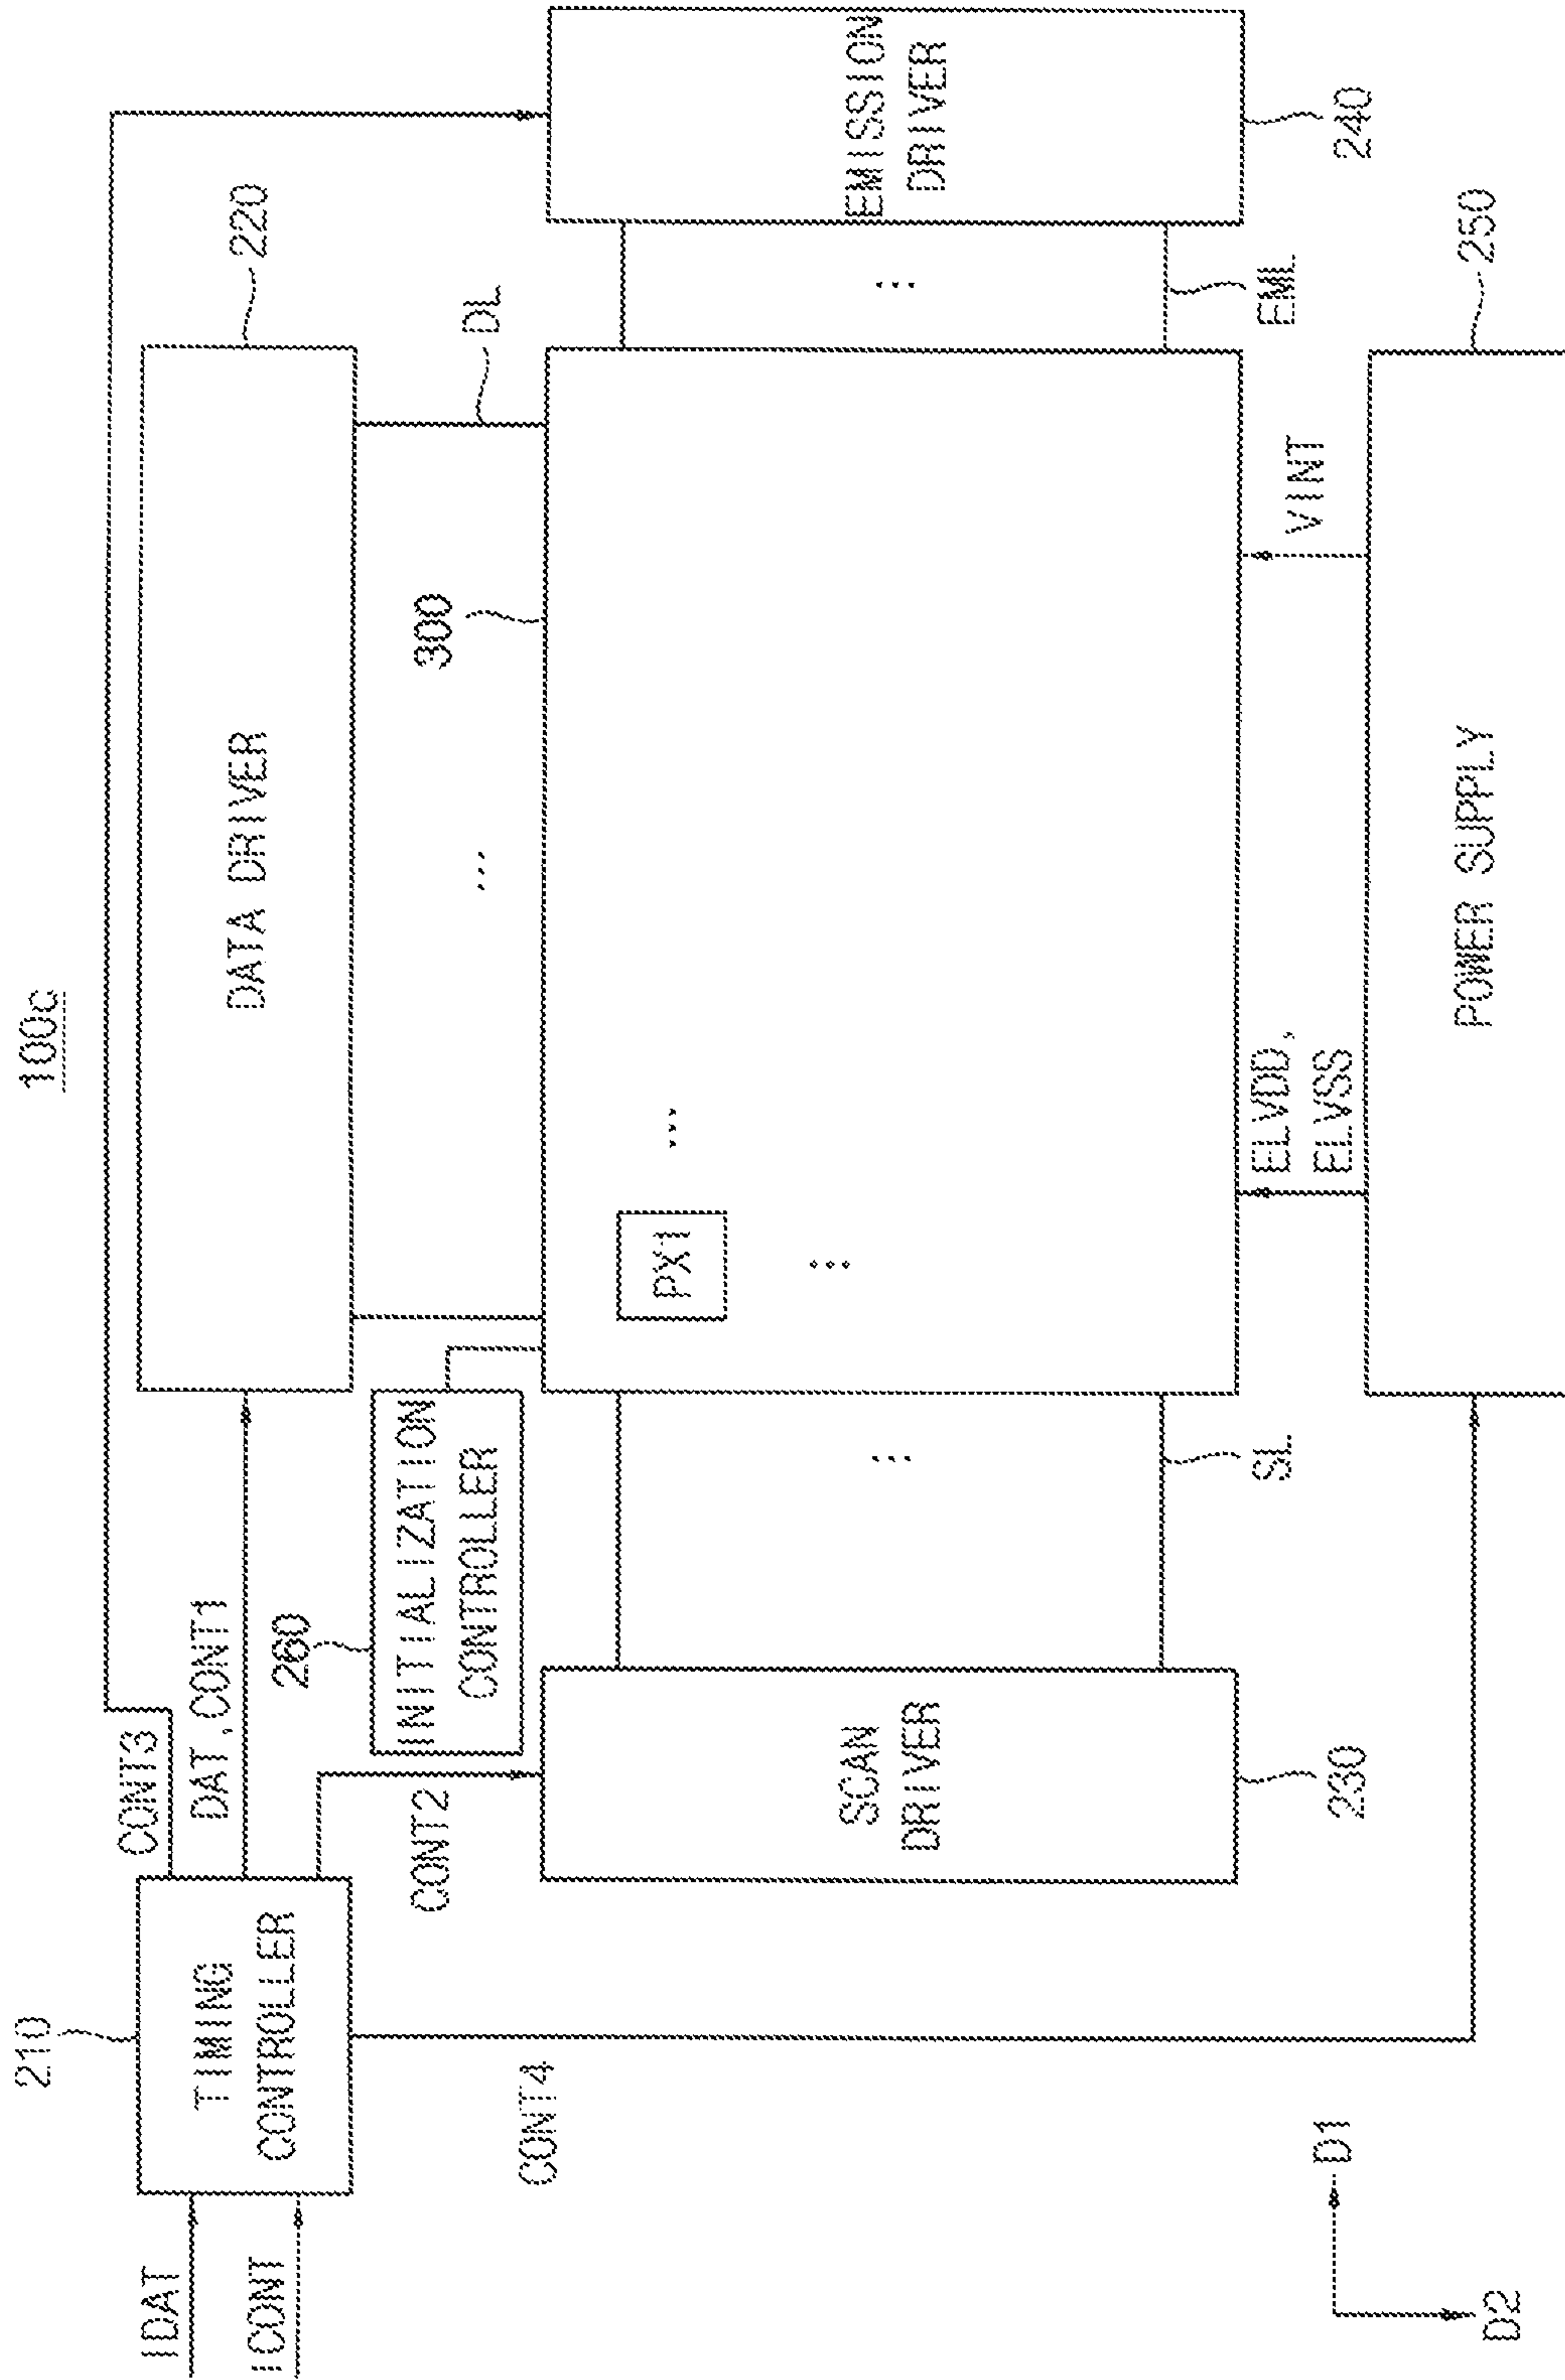 100c
210
220
IDAT
ICONT
TIMING
CONTROLLER
CONT3
DAT,CONT1
DATA DRIVER
CONT2
260
INITIALIZATION
CONTROLLER
...
DL
300
CONT4
SCAN
DRIVER
...
PX1
...
...
...
EMISSION
DRIVER
230
SL
ELVDD,
ELVSS
VINT
EML
240
D1
D2
POWER SUPPLY
250